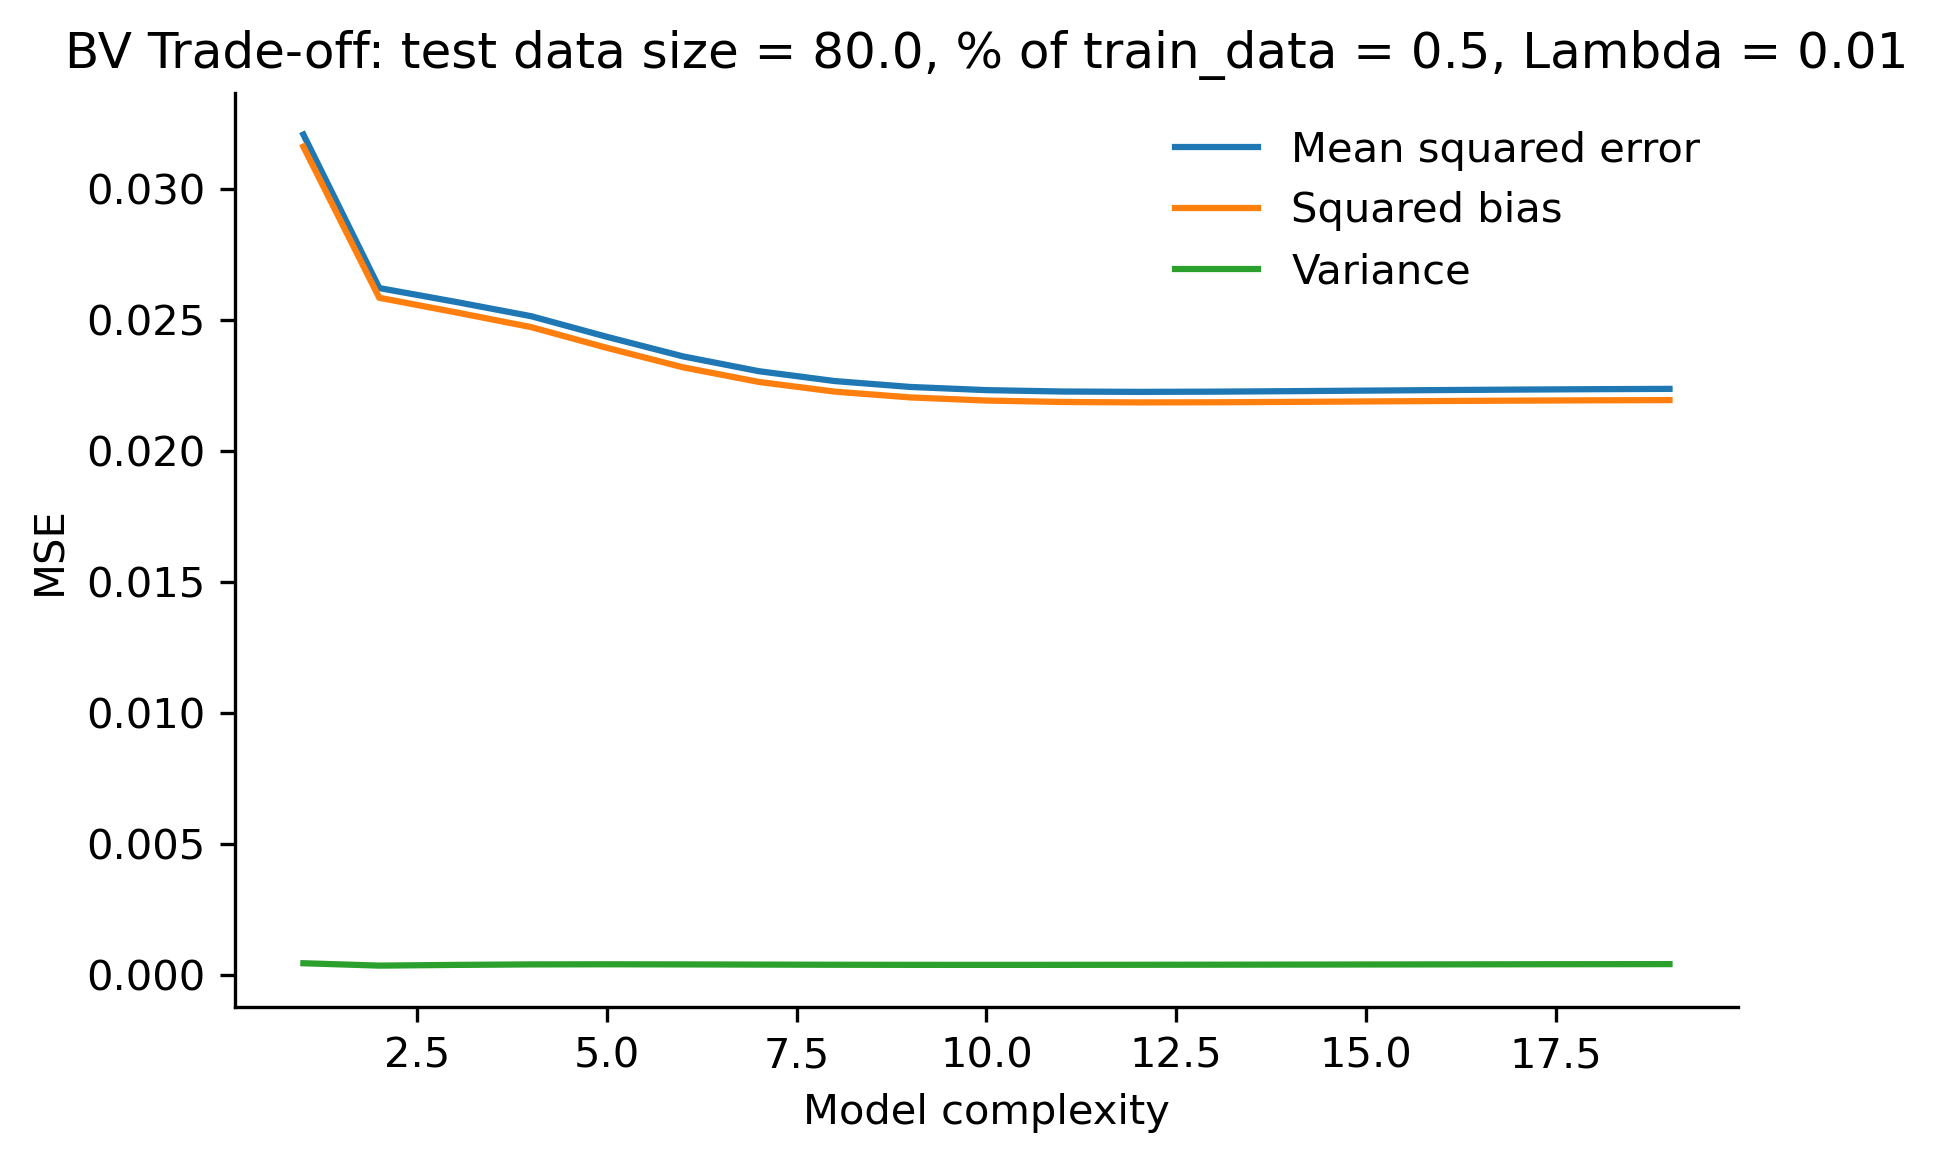 BV Trade-off: test data size = 80.0, % of train_data = 0.5, Lambda = 0.01
Mean squared error
Squared bias
Variance
0.030
0.025
0.020
0.015
0.010
0.005
0.000
MSE
2.5 5.0 7.5 10.0 12.5 15.0 17.5
Model complexity